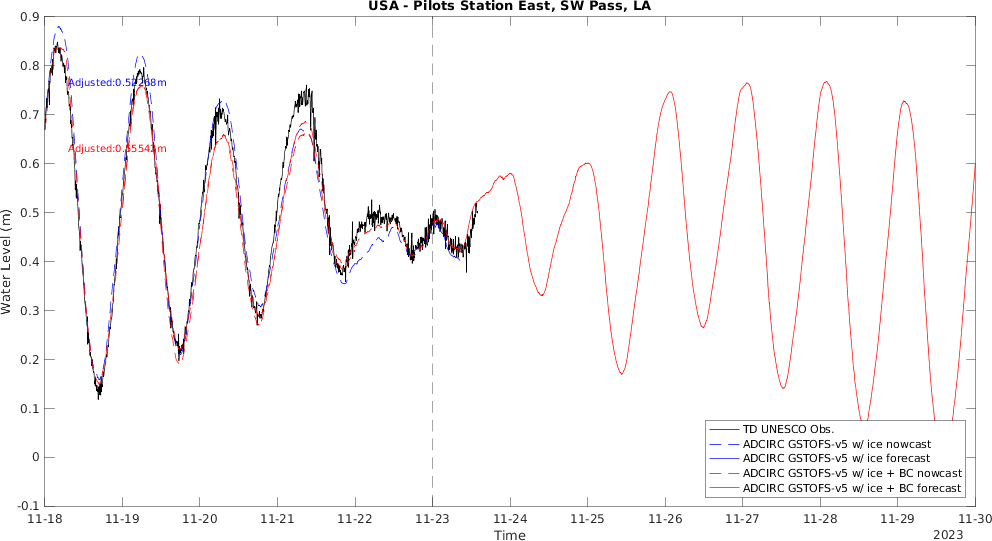 USA - Pilots Station East, SW Pass, LA
0.9
0.8
0.7
0.6
0.5
0.4
0.3
0.2
0.1
0
-0.1
Water Level (m)
11-18 11-19 11-20 11-21 11-22 11-23 11-24 11-25 11-26 11-27 11-28 11-29 11-30
Time
2023
TD UNESCO Obs.
ADCIRC GSTOFS-v5 w/ ice nowcast
ADCIRC GSTOFS-v5 w/ ice forecast
ADCIRC GSTOFS-v5 w/ ice + BC nowcast
ADCIRC GSTOFS-v5 w/ ice + BC forecast